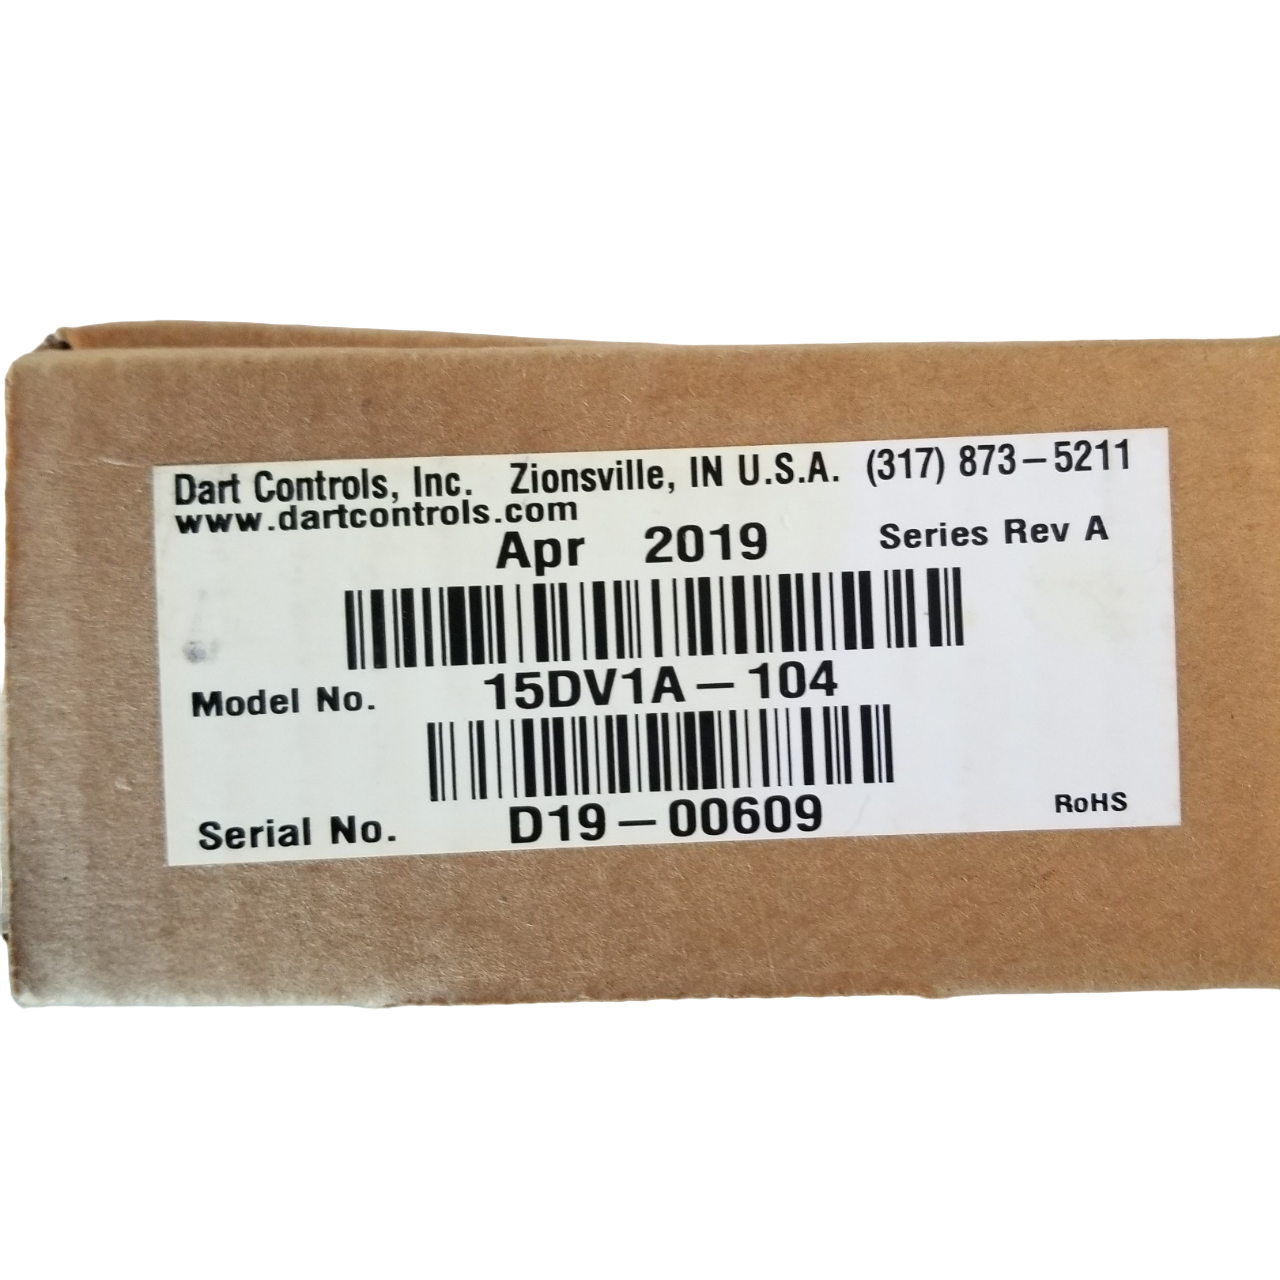 Dart Controls, Inc. Zionsville, IN U.S.A. (317) 873-5211
www.dartcontrols.com
Apr 2019 Series Rev A
Model No. 15DV1A-104
Serial No. D19-00609
RoHS